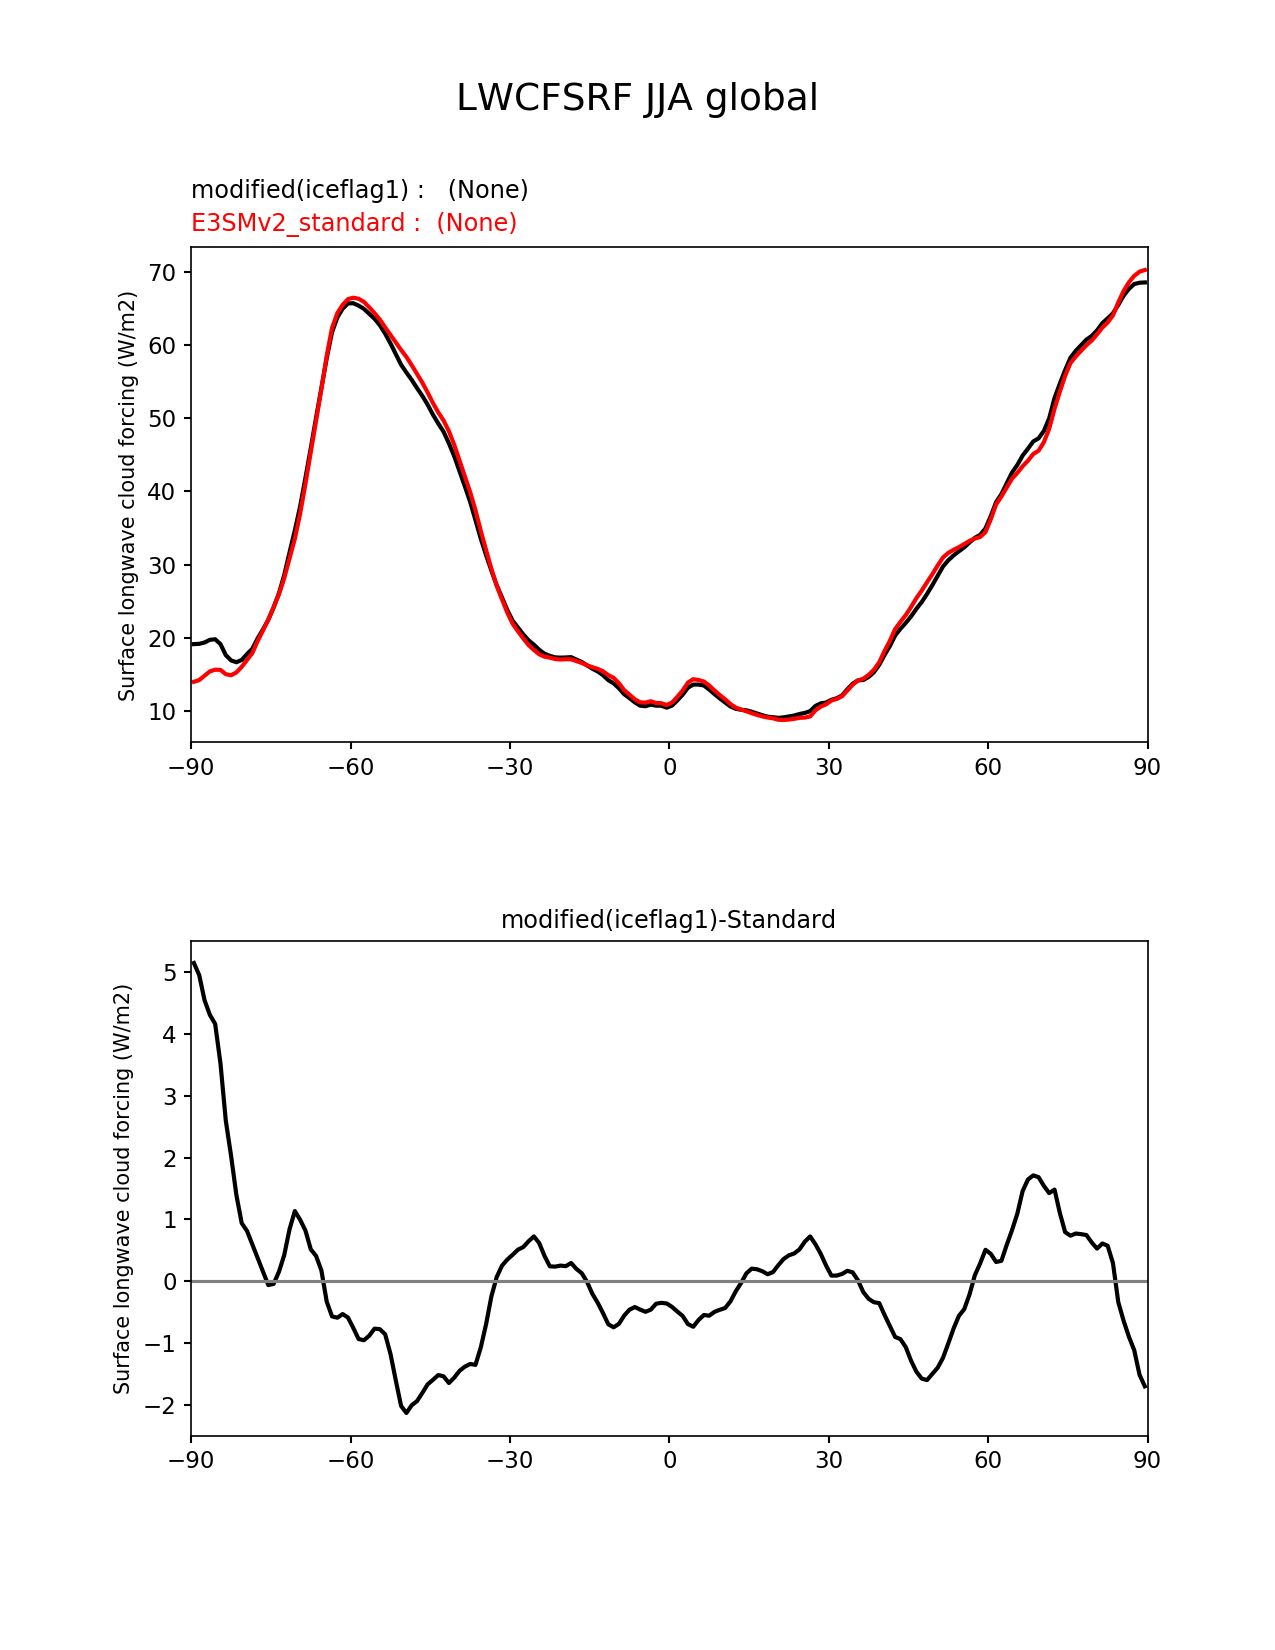 LWCFSRF JJA global
modified(iceflag1) :   (None)
E3SMv2_standard :  (None)
Surface longwave cloud forcing (W/m2)
70
60
50
40
30
20
10
−90 −60 −30 0 30 60 90
modified(iceflag1)-Standard
Surface longwave cloud forcing (W/m2)
5
4
3
2
1
0
−1
−2
−90 −60 −30 0 30 60 90